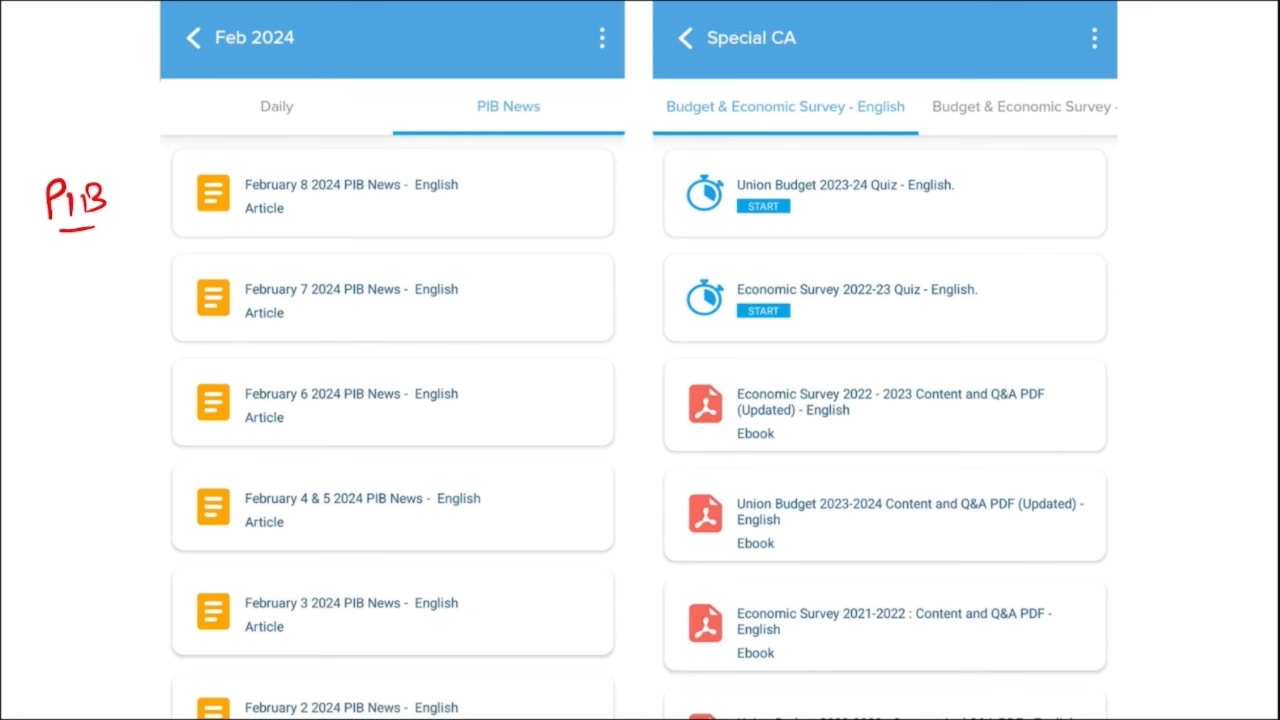 PIB
Feb 2024
Daily
PIB News
February 8 2024 PIB News - English
Article
February 7 2024 PIB News - English
Article
February 6 2024 PIB News - English
Article
February 4 & 5 2024 PIB News - English
Article
February 3 2024 PIB News - English
Article
February 2 2024 PIB News - English
Special CA
Budget & Economic Survey - English
Budget & Economic Survey -
Union Budget 2023-24 Quiz - English.
START
Economic Survey 2022-23 Quiz - English.
START
Economic Survey 2022 - 2023 Content and Q&A PDF
(Updated) - English
Ebook
Union Budget 2023-2024 Content and Q&A PDF (Updated) -
English
Ebook
Economic Survey 2021-2022 : Content and Q&A PDF -
English
Ebook